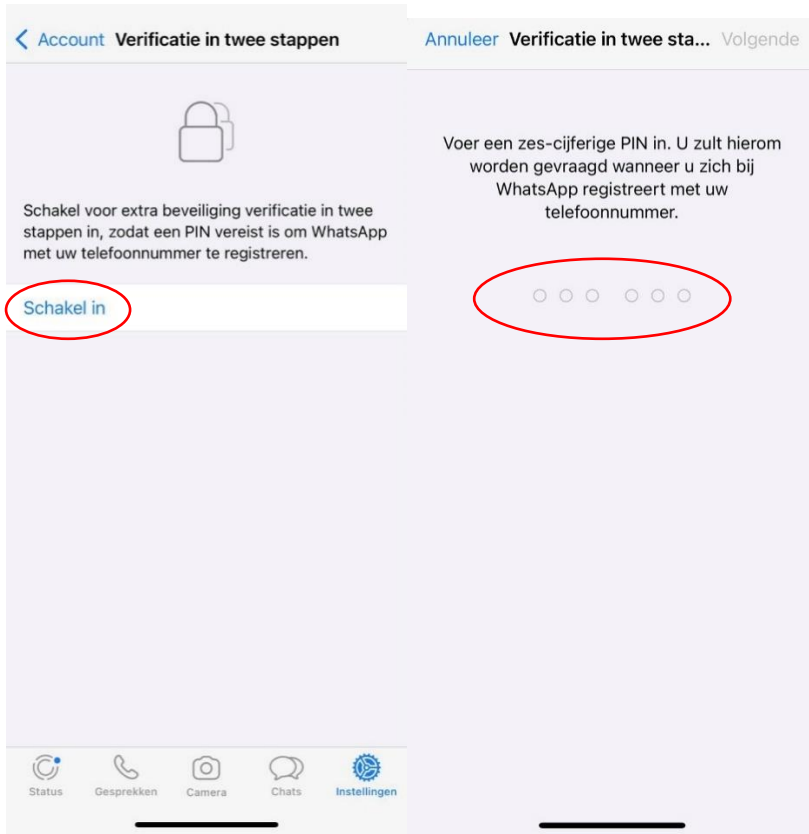 Account Verificatie in twee stappen
Schakel voor extra beveiliging verificatie in twee
stappen in, zodat een PIN vereist is om WhatsApp
met uw telefoonnummer te registreren.
Schakel in
Status Gesprekken Camera Chats Instellingen
Annuleer Verificatie in twee sta... Volgende
Voer een zes-cijferige PIN in. U zult hierom
worden gevraagd wanneer u zich bij
WhatsApp registreert met uw
telefoonnummer.